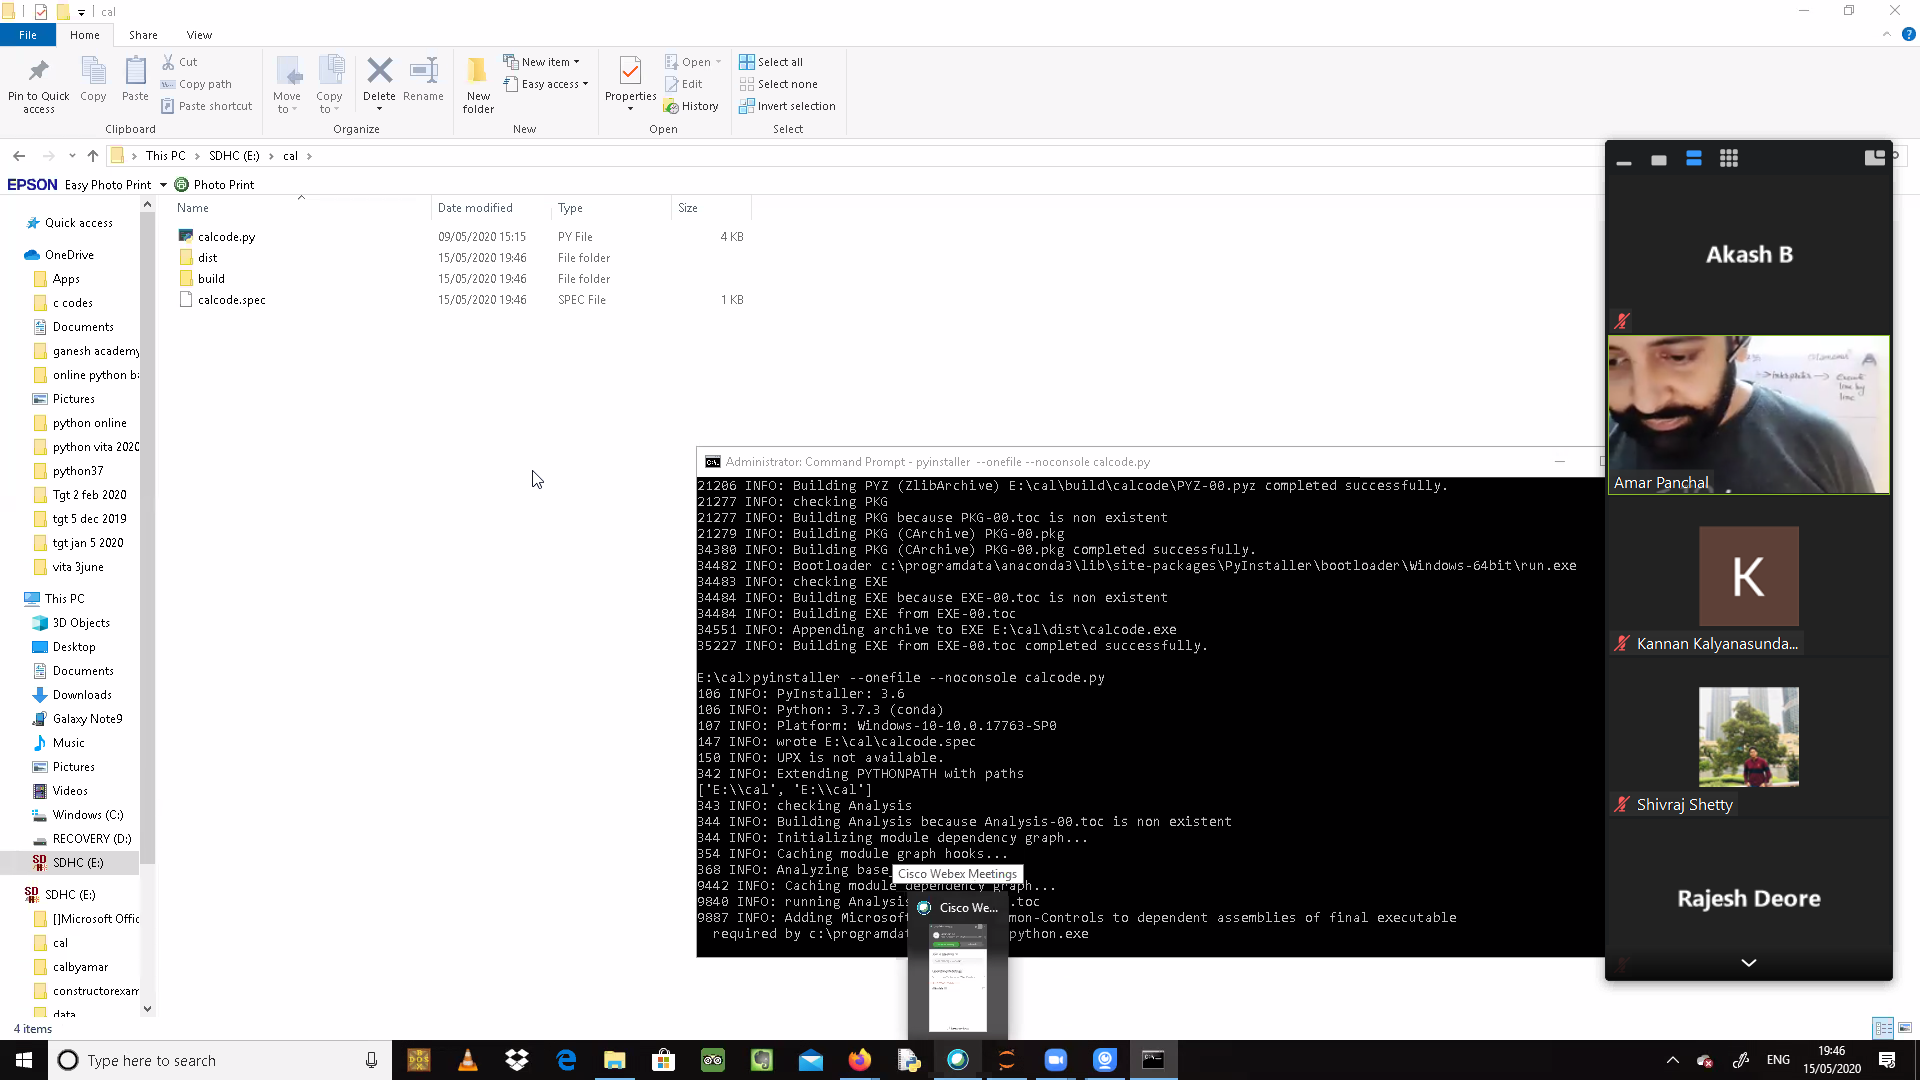 cal
File
Home
Share
View
Pin to Quick access
Copy
Paste
Cut
Copy path
Paste shortcut
Clipboard
Move to
Copy to
Delete
Rename
Organize
New folder
New item
Easy access
New
Properties
Open
Edit
History
Open
Select all
Select none
Invert selection
Select
This PC > SDHC (E:) > cal >
EPSON Easy Photo Print
Photo Print
Name Date modified Type Size
calcode.py 09/05/2020 15:15 PY File 4 KB
dist 15/05/2020 19:46 File folder
build 15/05/2020 19:46 File folder
calcode.spec 15/05/2020 19:46 SPEC File 1 KB
Quick access
OneDrive
Apps
c codes
Documents
ganesh academy
online python b
Pictures
python online
python vita 2020
python37
Tgt 2 feb 2020
tgt 5 dec 2019
tgt jan 5 2020
vita 3june
This PC
3D Objects
Desktop
Documents
Downloads
Galaxy Note9
Music
Pictures
Videos
Windows (C:)
RECOVERY (D:)
SDHC (E:)
SDHC (E:)
[]Microsoft Offic
cal
calbyamar
constructorexam
data
4 items
Administrator: Command Prompt - pyinstaller --onefile --noconsole calcode.py
21206 INFO: Building PYZ (ZlibArchive) E:\cal\build\calcode\PYZ-00.pyz completed successfully.
21277 INFO: checking PKG
21277 INFO: Building PKG because PKG-00.toc is non existent
21279 INFO: Building PKG (CArchive) PKG-00.pkg
34380 INFO: Building PKG (CArchive) PKG-00.pkg completed successfully.
34482 INFO: Bootloader c:\programdata\anaconda3\lib\site-packages\PyInstaller\bootloader\Windows-64bit\run.exe
34483 INFO: checking EXE
34484 INFO: Building EXE because EXE-00.toc is non existent
34484 INFO: Building EXE from EXE-00.toc
34551 INFO: Appending archive to EXE E:\cal\dist\calcode.exe
35227 INFO: Building EXE from EXE-00.toc completed successfully.
E:\cal>pyinstaller --onefile --noconsole calcode.py
106 INFO: PyInstaller: 3.6
106 INFO: Python: 3.7.3 (conda)
107 INFO: Platform: Windows-10-10.0.17763-SP0
147 INFO: wrote E:\cal\calcode.spec
150 INFO: UPX is not available.
342 INFO: Extending PYTHONPATH with paths
['E:\\cal', 'E:\\cal']
343 INFO: checking Analysis
344 INFO: Building Analysis because Analysis-00.toc is non existent
344 INFO: Initializing module dependency graph...
354 INFO: Caching module graph hooks...
368 INFO: Analyzing base_
9442 INFO: Caching module dependency graph...
9840 INFO: running Analysis .toc
9887 INFO: Adding Microsoft mon-Controls to dependent assemblies of final executable
required by c:\programdat python.exe
Cisco Webex Meetings
Cisco We...
Akash B
interpreter → Execute
line by
line
Amar Panchal
K
Kannan Kalyanasunda...
Shivraj Shetty
Rajesh Deore
Type here to search
ENG
19:46
15/05/2020